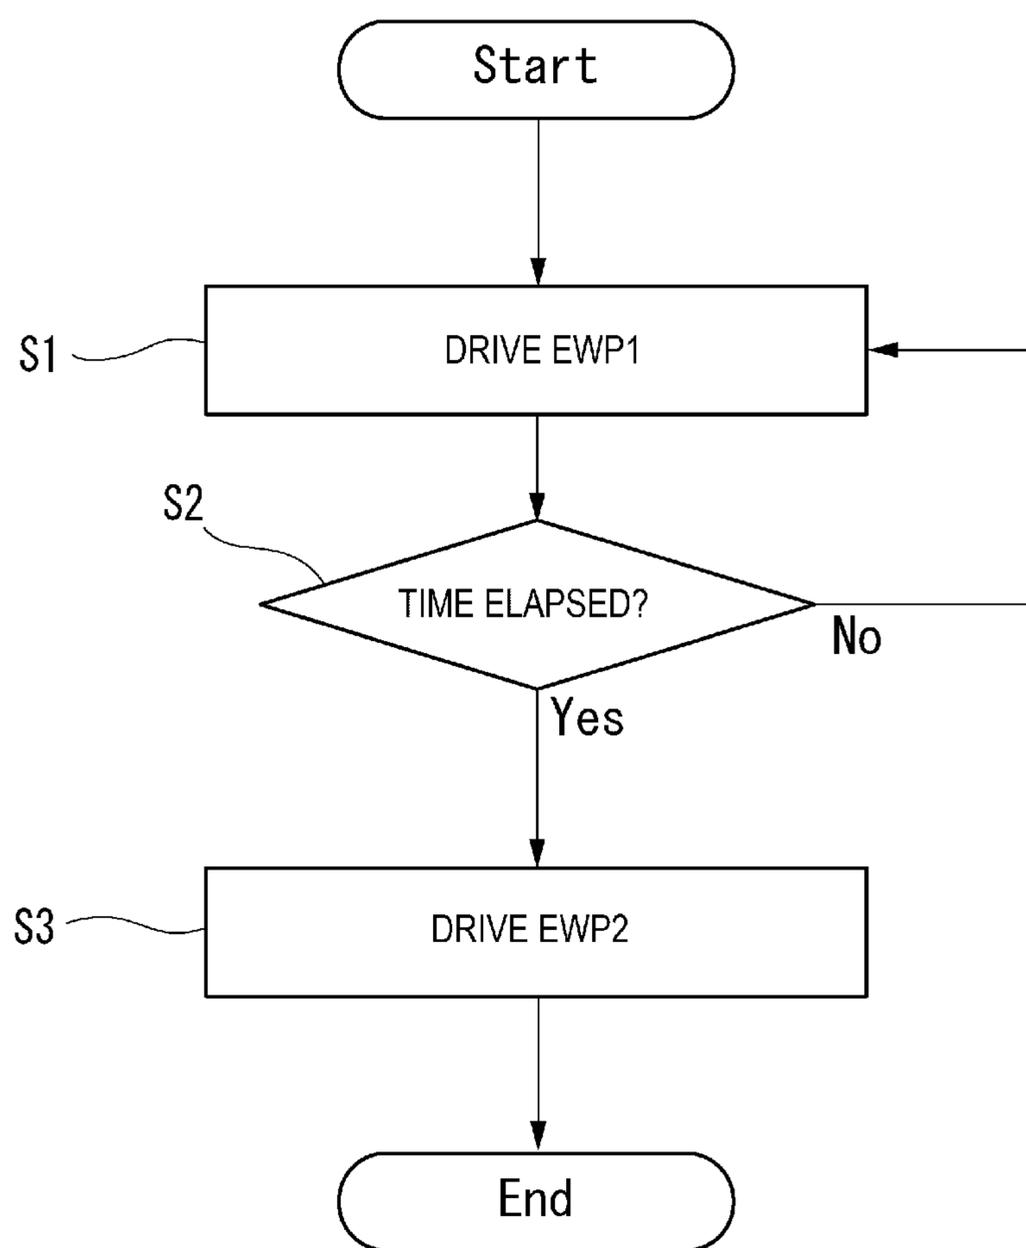 Start
S1
DRIVE EWP1
S2
TIME ELAPSED?
No
Yes
S3
DRIVE EWP2
End